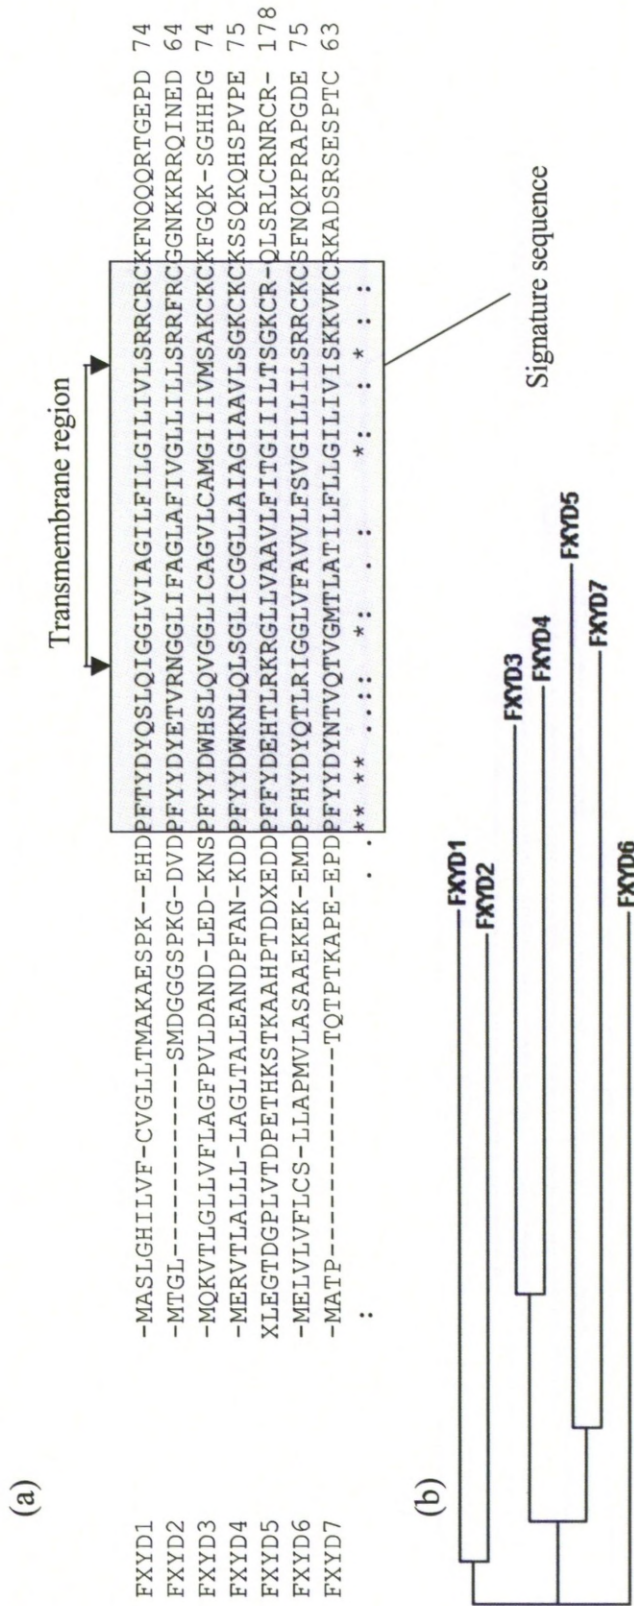 (a)
Transmembrane region
FXYD1 -MASLGHILVF-CVGLLTMAKAESPK--EHDPFTYDYQSLQIGGLVIAGILFILGILIVLSRRCRCKFNQQQRTGEPD 74
FXYD2 -MTGL-----------SMDGGGSPKG-DVDPFYYDYETVRNGGLIFAGLAFIVGLLILLSRRFRCGGNKKRRQINED 64
FXYD3 -MQKVTLGLLVFLAGFPVLDAND-LED-KNSPFYYDWHSLQVGGLICAGVLCAMGIIIVMSAKCKCKFGQK-SGHHPG 74
FXYD4 -MERVTLALLL-LAGLTALEANDPFAN-KDDPFYYDWKNLQLSGLICGGLLAIAGIAAVLSGKCKCKSSQKQHSPVPE 75
FXYD5 XLEGTDGPLVTDPETHKSTKAAHPTDDXEDDPFFYDEHTLRKRGLLVAAVLFITGIIILTSGKCR-QLSRLCRNRCR- 178
FXYD6 -MELVLVFLCS-LLAPMVLASAAEKEK-EMDPFHYDYQTLRIGGLVFAVVLFSVGILLILSRRCKCSFNQKPRAPGDE 75
FXYD7 -MATP-------------TQTPTKAPE-EPDPFYYDYNTVQTVGMTLATILFLLGILIVISKKVKCRKADSRSESPTC 63
: . .** ** ..:: *: .: *: : * : :
Signature sequence
(b)
FXYD1
FXYD2
FXYD3
FXYD4
FXYD5
FXYD7
FXYD6